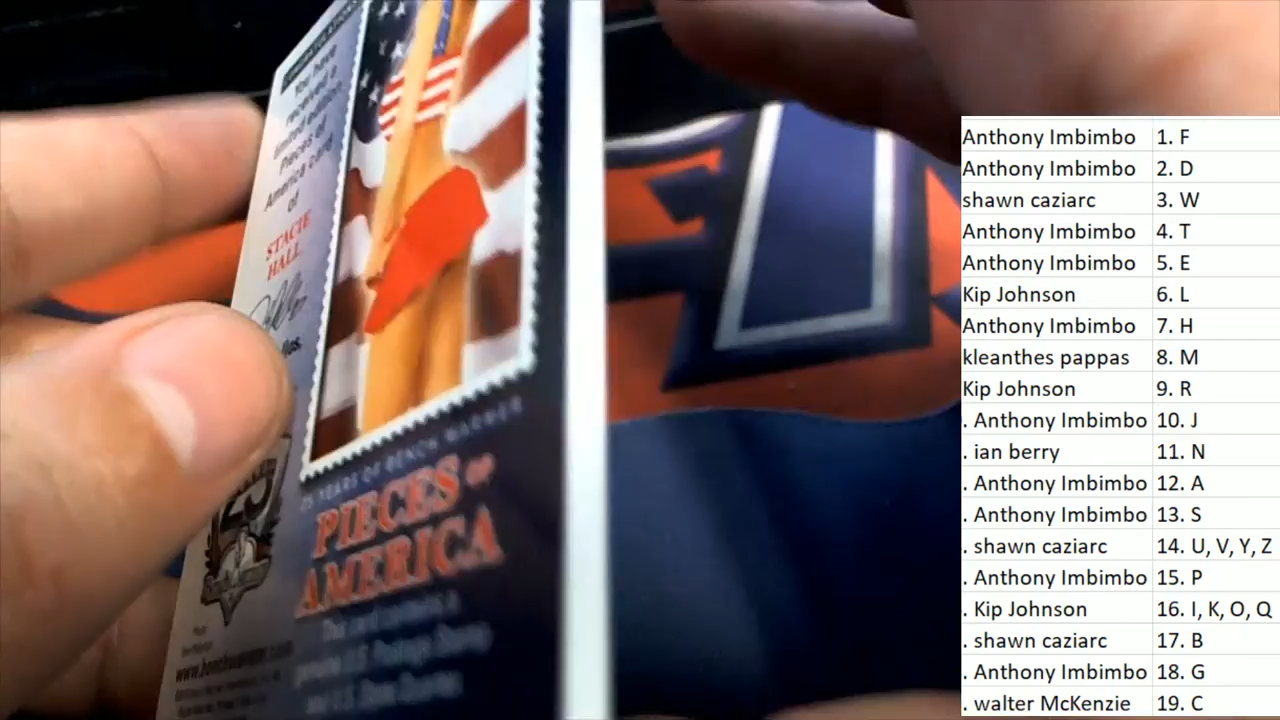 You have
received a
limited edition
Pieces of
America card
of
STACIE
HALL
25 YEARS OF BENCH WARMER
PIECES OF
AMERICA
25
Anthony Imbimbo 1. F
Anthony Imbimbo 2. D
shawn caziarc 3. W
Anthony Imbimbo 4. T
Anthony Imbimbo 5. E
Kip Johnson 6. L
Anthony Imbimbo 7. H
kleanthes pappas 8. M
Kip Johnson 9. R
. Anthony Imbimbo 10. J
. ian berry 11. N
. Anthony Imbimbo 12. A
. Anthony Imbimbo 13. S
. shawn caziarc 14. U, V, Y, Z
. Anthony Imbimbo 15. P
. Kip Johnson 16. I, K, O, Q
. shawn caziarc 17. B
. Anthony Imbimbo 18. G
. walter McKenzie 19. C